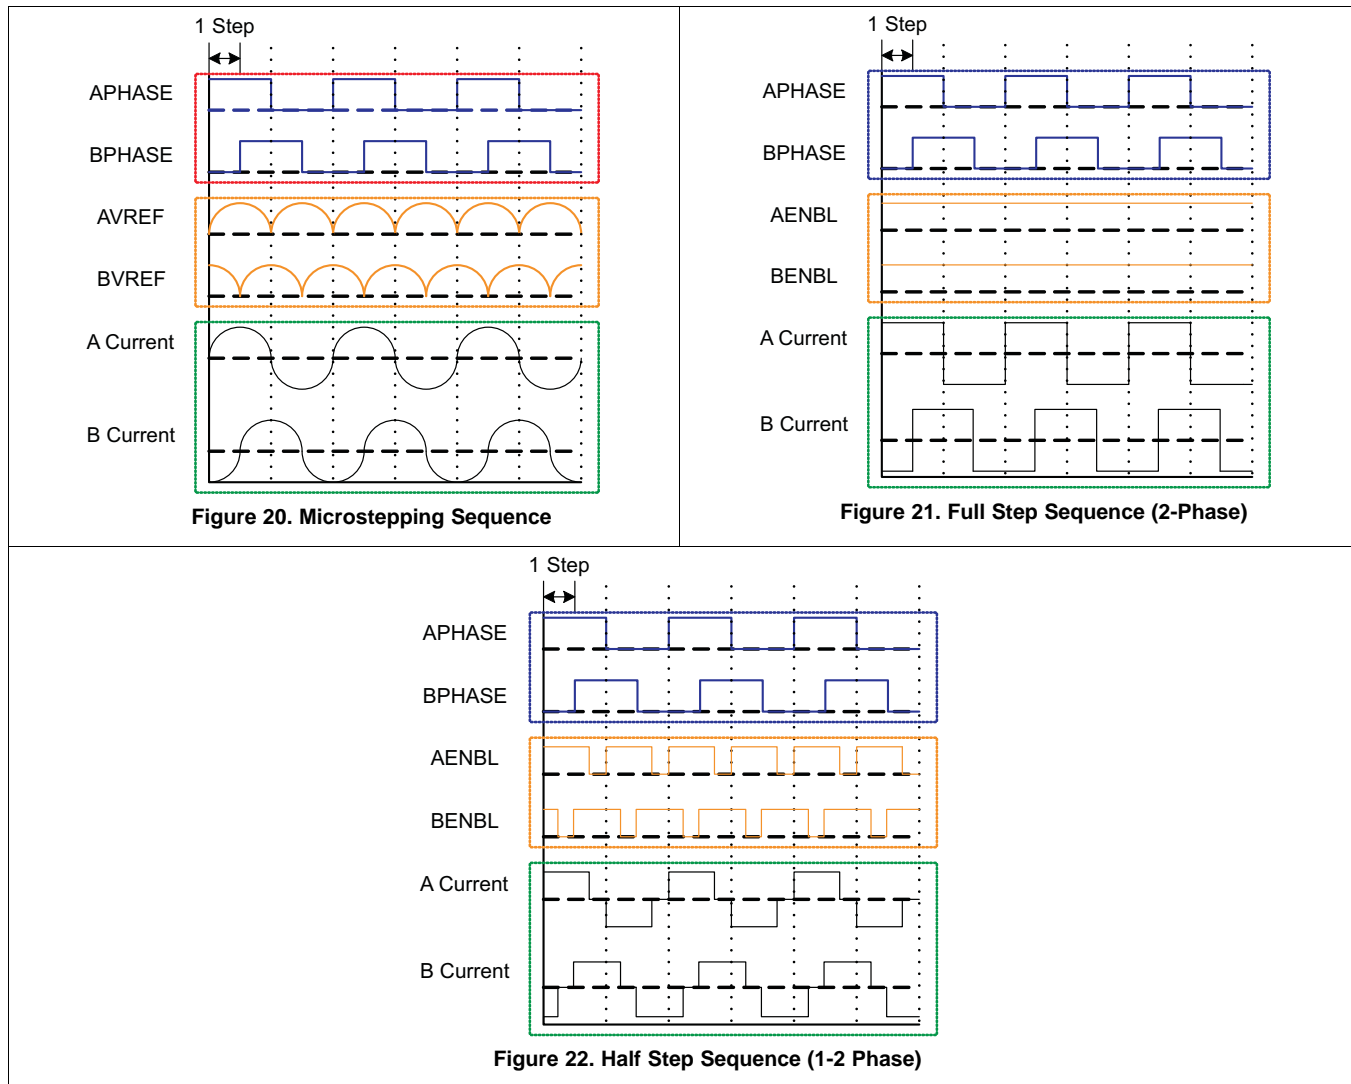 1 Step
APHASE
BPHASE
AVREF
BVREF
A Current
B Current
Figure 20. Microstepping Sequence
1 Step
APHASE
BPHASE
AENBL
BENBL
A Current
B Current
Figure 21. Full Step Sequence (2-Phase)
1 Step
APHASE
BPHASE
AENBL
BENBL
A Current
B Current
Figure 22. Half Step Sequence (1-2 Phase)